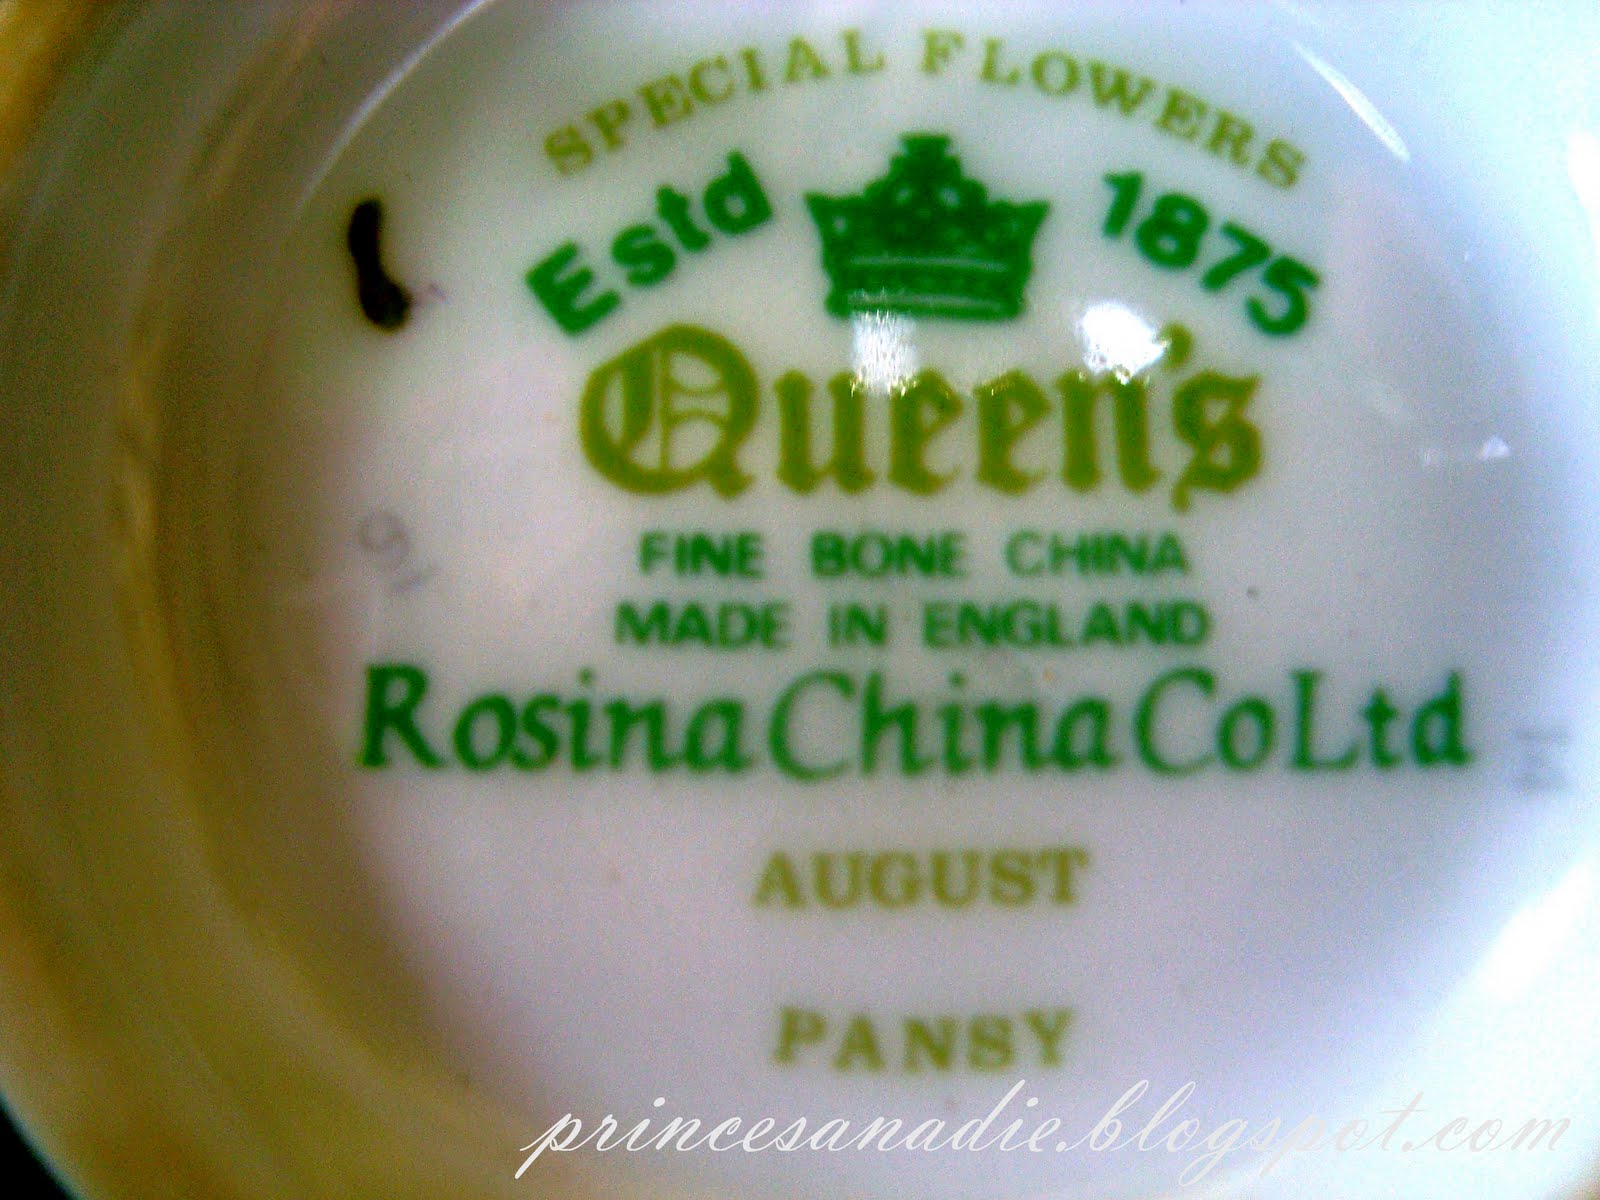 SPECIAL FLOWERS
Estd 1875
Queen's
FINE BONE CHINA
MADE IN ENGLAND
Rosina China Co Ltd
AUGUST
PANSY
princesanadie.blogspot.com